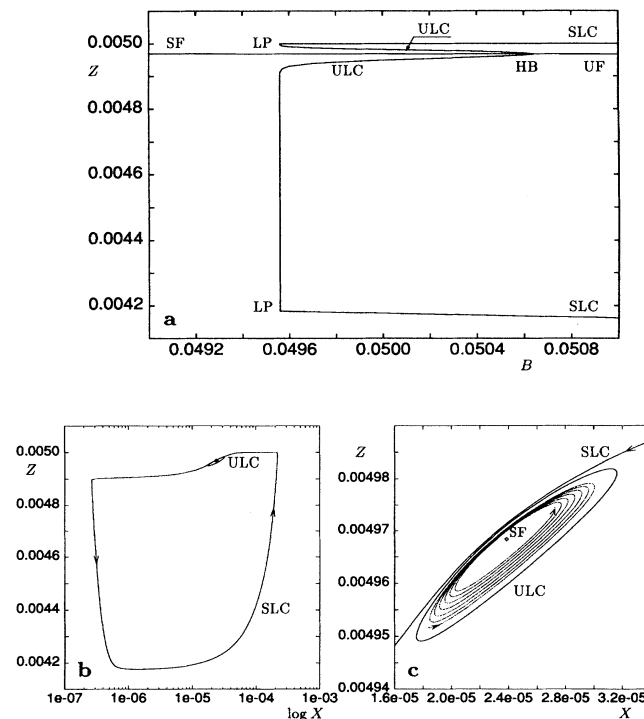 ULC
0.0050
SF
LP
SLC
Z
ULC
HB
UF
0.0048
0.0046
0.0044
LP
SLC
0.0042
a
0.0492
0.0496
0.0500
0.0504
0.0508
B
0.0050
Z
ULC
0.0048
0.0046
0.0044
SLC
0.0042
b
1e-07
1e-06
1e-05
1e-04
1e-03
log X
Z
SLC
0.00498
0.00497
SF
0.00496
ULC
0.00495
c
0.00494
1.6e-05
2.0e-05
2.4e-05
2.8e-05
3.2e-05
X